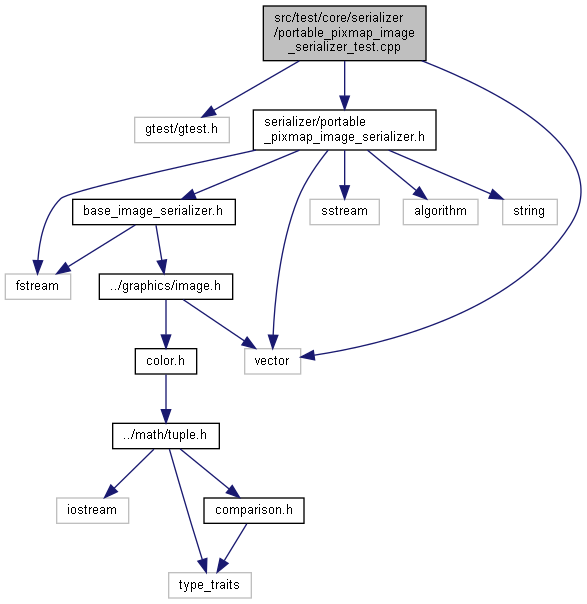 src/test/core/serializer
/portable_pixmap_image
_serializer_test.cpp
gtest/gtest.h
serializer/portable
_pixmap_image_serializer.h
base_image_serializer.h
sstream
algorithm
string
fstream
../graphics/image.h
color.h
vector
../math/tuple.h
iostream
comparison.h
type_traits